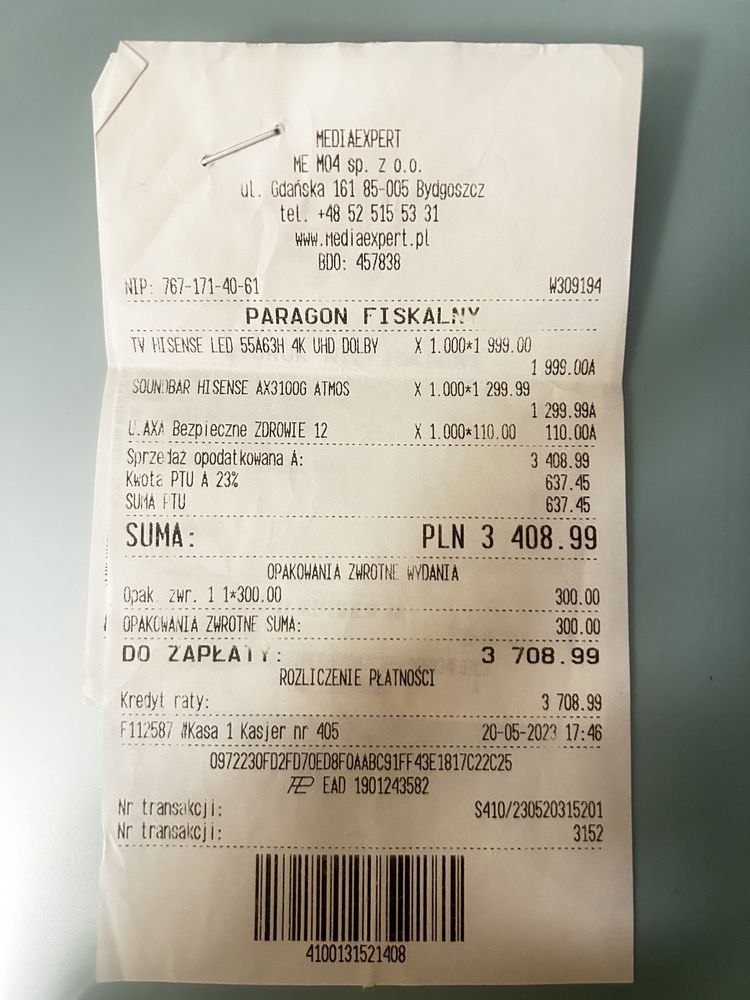 MEDIAEXPERT
ME M04 sp. z o.o.
ul. Gdańska 161 85-005 Bydgoszcz
tel. +48 52 515 53 31
www.mediaexpert.pl
BDO: 457838
NIP: 767-171-40-61 W309194
PARAGON FISKALNY
TV HISENSE LED 55A63H 4K UHD DOLBY X 1.000*1 999.00
1 999.00A
SOUNDBAR HISENSE AX3100G ATMOS X 1.000*1 299.99
1 299.99A
U.AXA Bezpieczne ZDROWIE 12 X 1.000*110.00 110.00A
Sprzedaż opodatkowana A: 3 408.99
Kwota PTU A 23% 637.45
SUMA PTU 637.45
SUMA: PLN 3 408.99
OPAKOWANIA ZWROTNE WYDANIA
Opak. zwr. 1 1*300.00 300.00
OPAKOWANIA ZWROTNE SUMA: 300.00
DO ZAPŁATY: 3 708.99
ROZLICZENIE PŁATNOŚCI
Kredyt raty: 3 708.99
F112587 #Kasa 1 Kasjer nr 405 20-05-2023 17:46
0972230FD2FD70ED8F0AABC91FF43E1817C22C25
EAD 1901243582
Nr transakcji: S410/230520315201
Nr transakcji: 3152
4100131521408